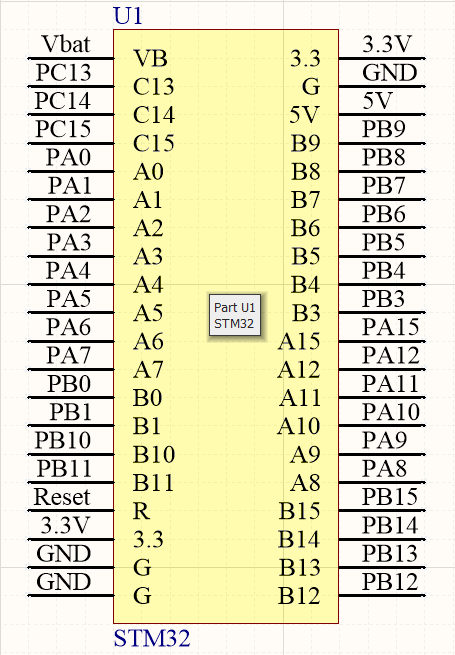 U1
Vbat VB 3.3 3.3V
PC13 C13 G GND
PC14 C14 5V 5V
PC15 C15 B9 PB9
PA0 A0 B8 PB8
PA1 A1 B7 PB7
PA2 A2 B6 PB6
PA3 A3 B5 PB5
PA4 A4 B4 PB4
PA5 A5 B3 PB3
Part U1
STM32
PA6 A6 A15 PA15
PA7 A7 A12 PA12
PB0 B0 A11 PA11
PB1 B1 A10 PA10
PB10 B10 A9 PA9
PB11 B11 A8 PA8
Reset R B15 PB15
3.3V 3.3 B14 PB14
GND G B13 PB13
GND G B12 PB12
STM32